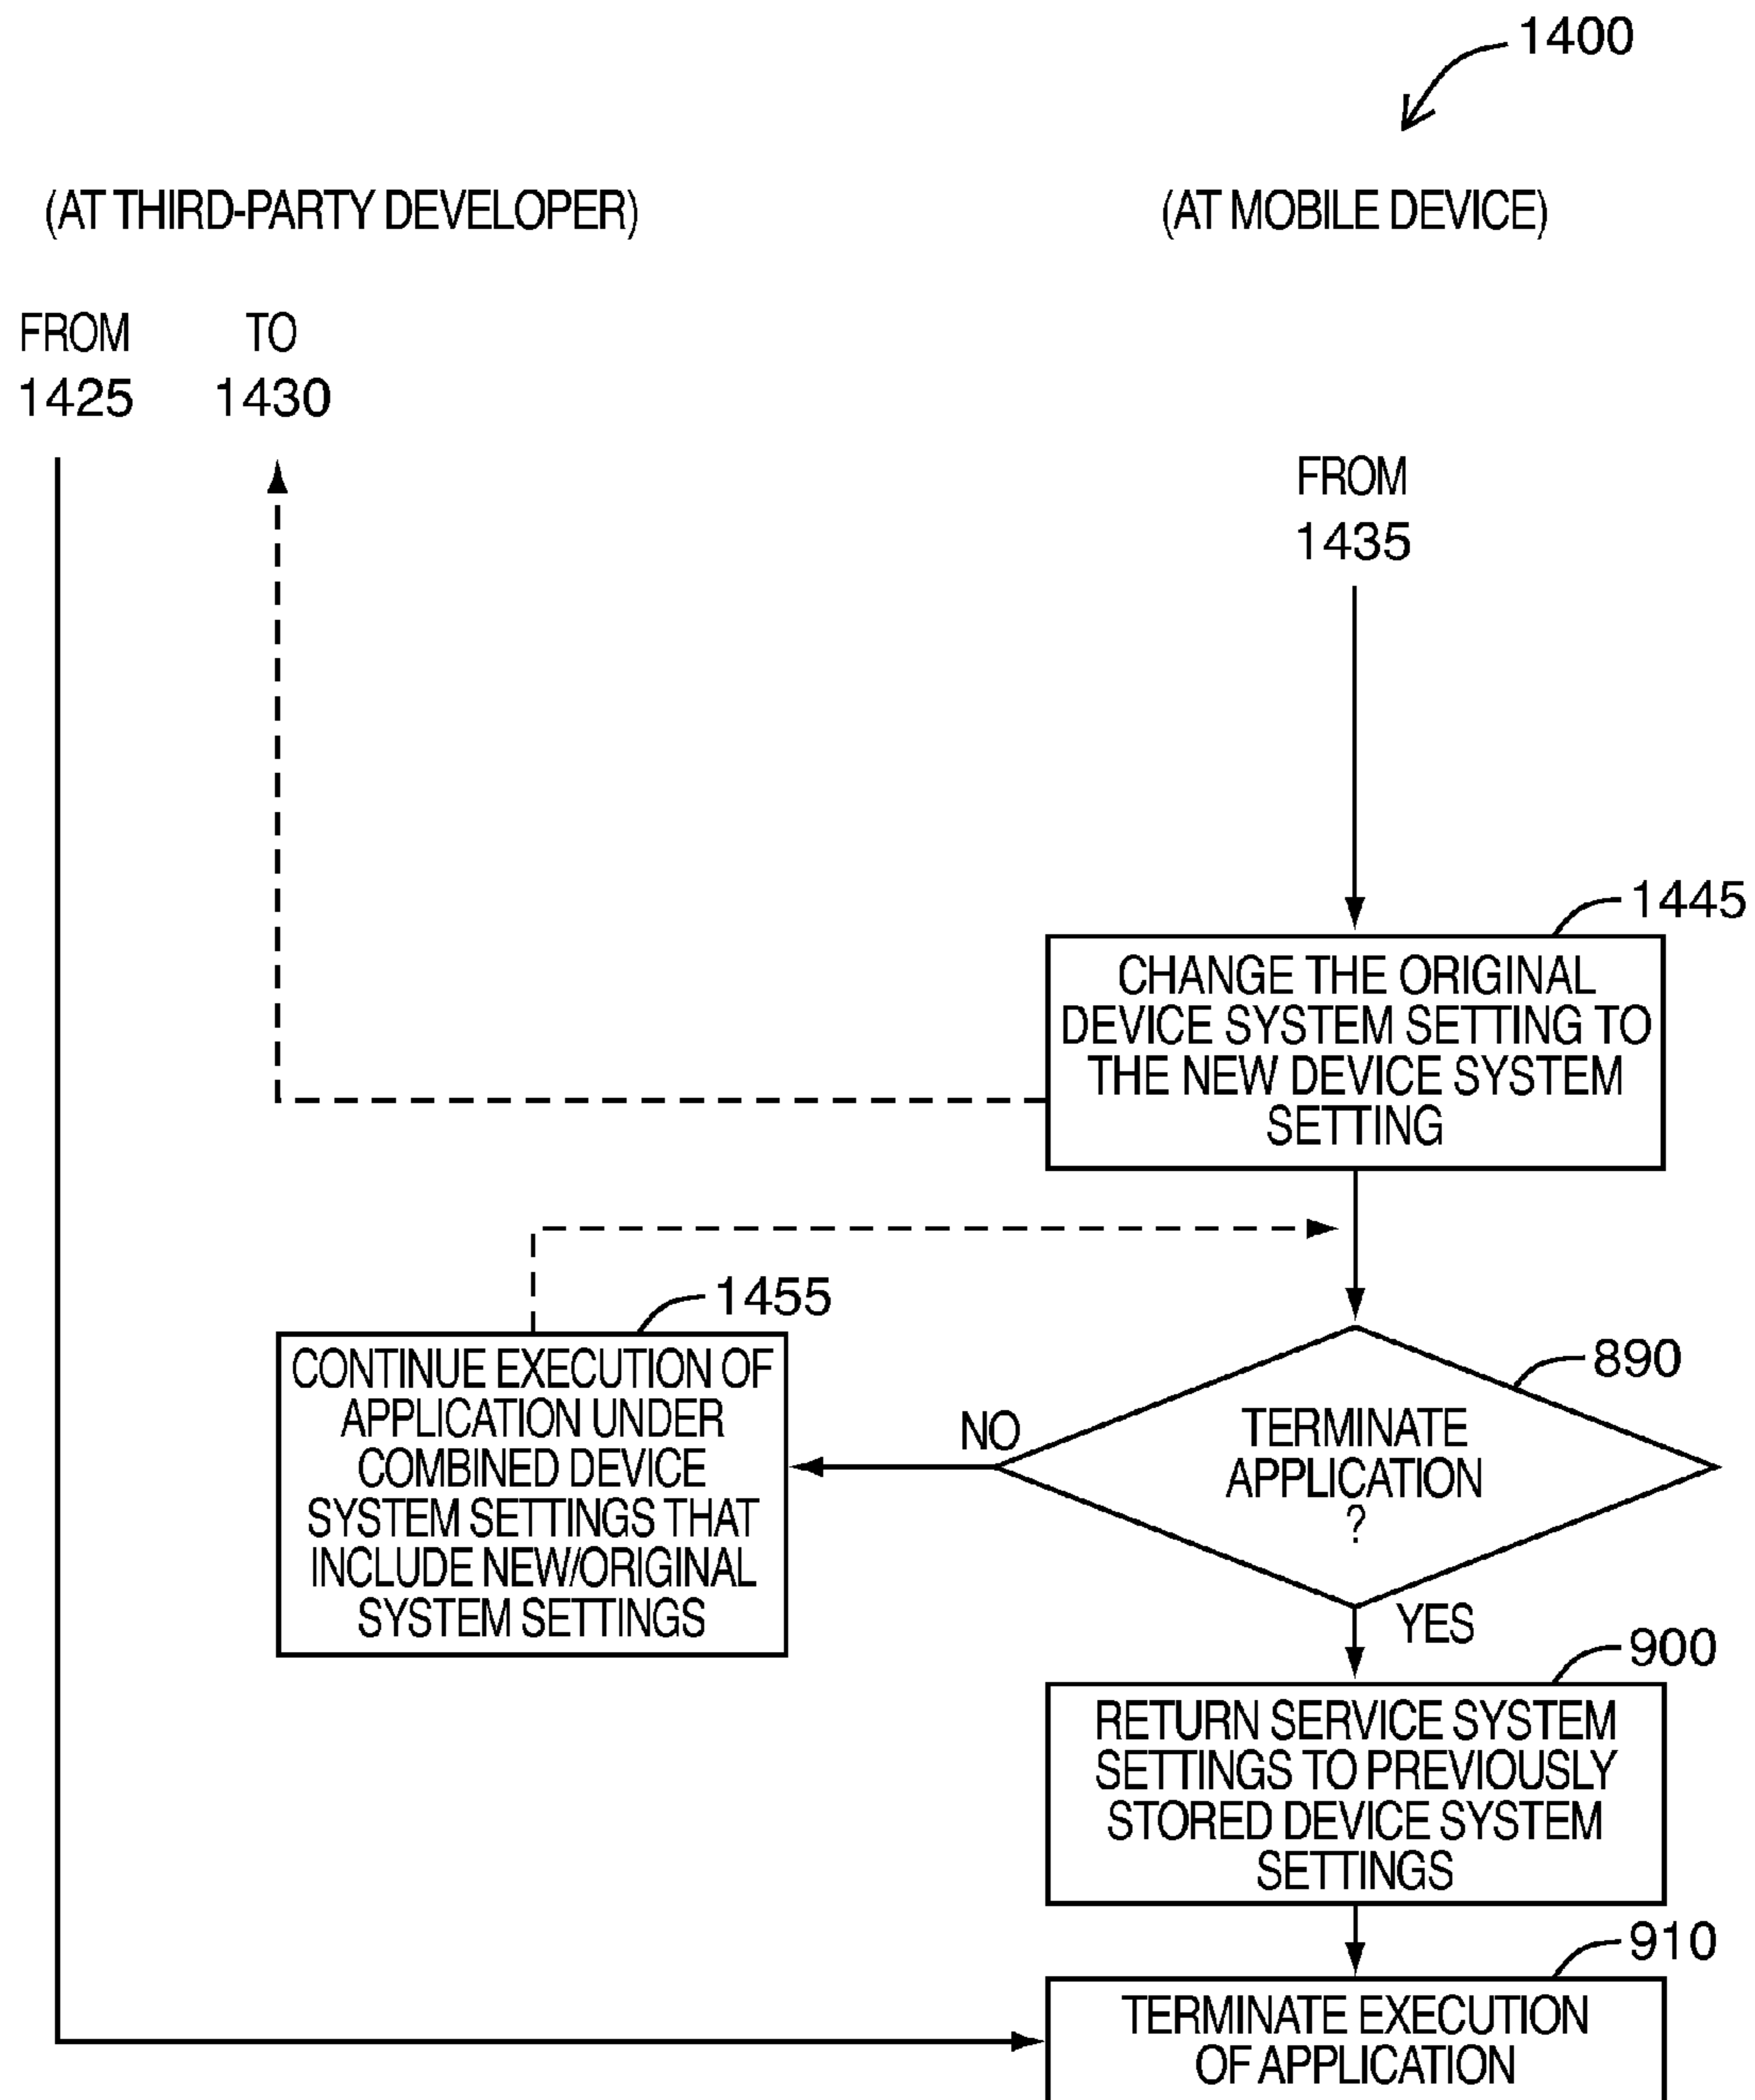 1400
(AT THIRD-PARTY DEVELOPER)
(AT MOBILE DEVICE)
FROM
1425
TO
1430
FROM
1435
1445
CHANGE THE ORIGINAL
DEVICE SYSTEM SETTING TO
THE NEW DEVICE SYSTEM
SETTING
1455
CONTINUE EXECUTION OF
APPLICATION UNDER
COMBINED DEVICE
SYSTEM SETTINGS THAT
INCLUDE NEW/ORIGINAL
SYSTEM SETTINGS
NO
890
TERMINATE
APPLICATION
?
YES
900
RETURN SERVICE SYSTEM
SETTINGS TO PREVIOUSLY
STORED DEVICE SYSTEM
SETTINGS
910
TERMINATE EXECUTION
OF APPLICATION